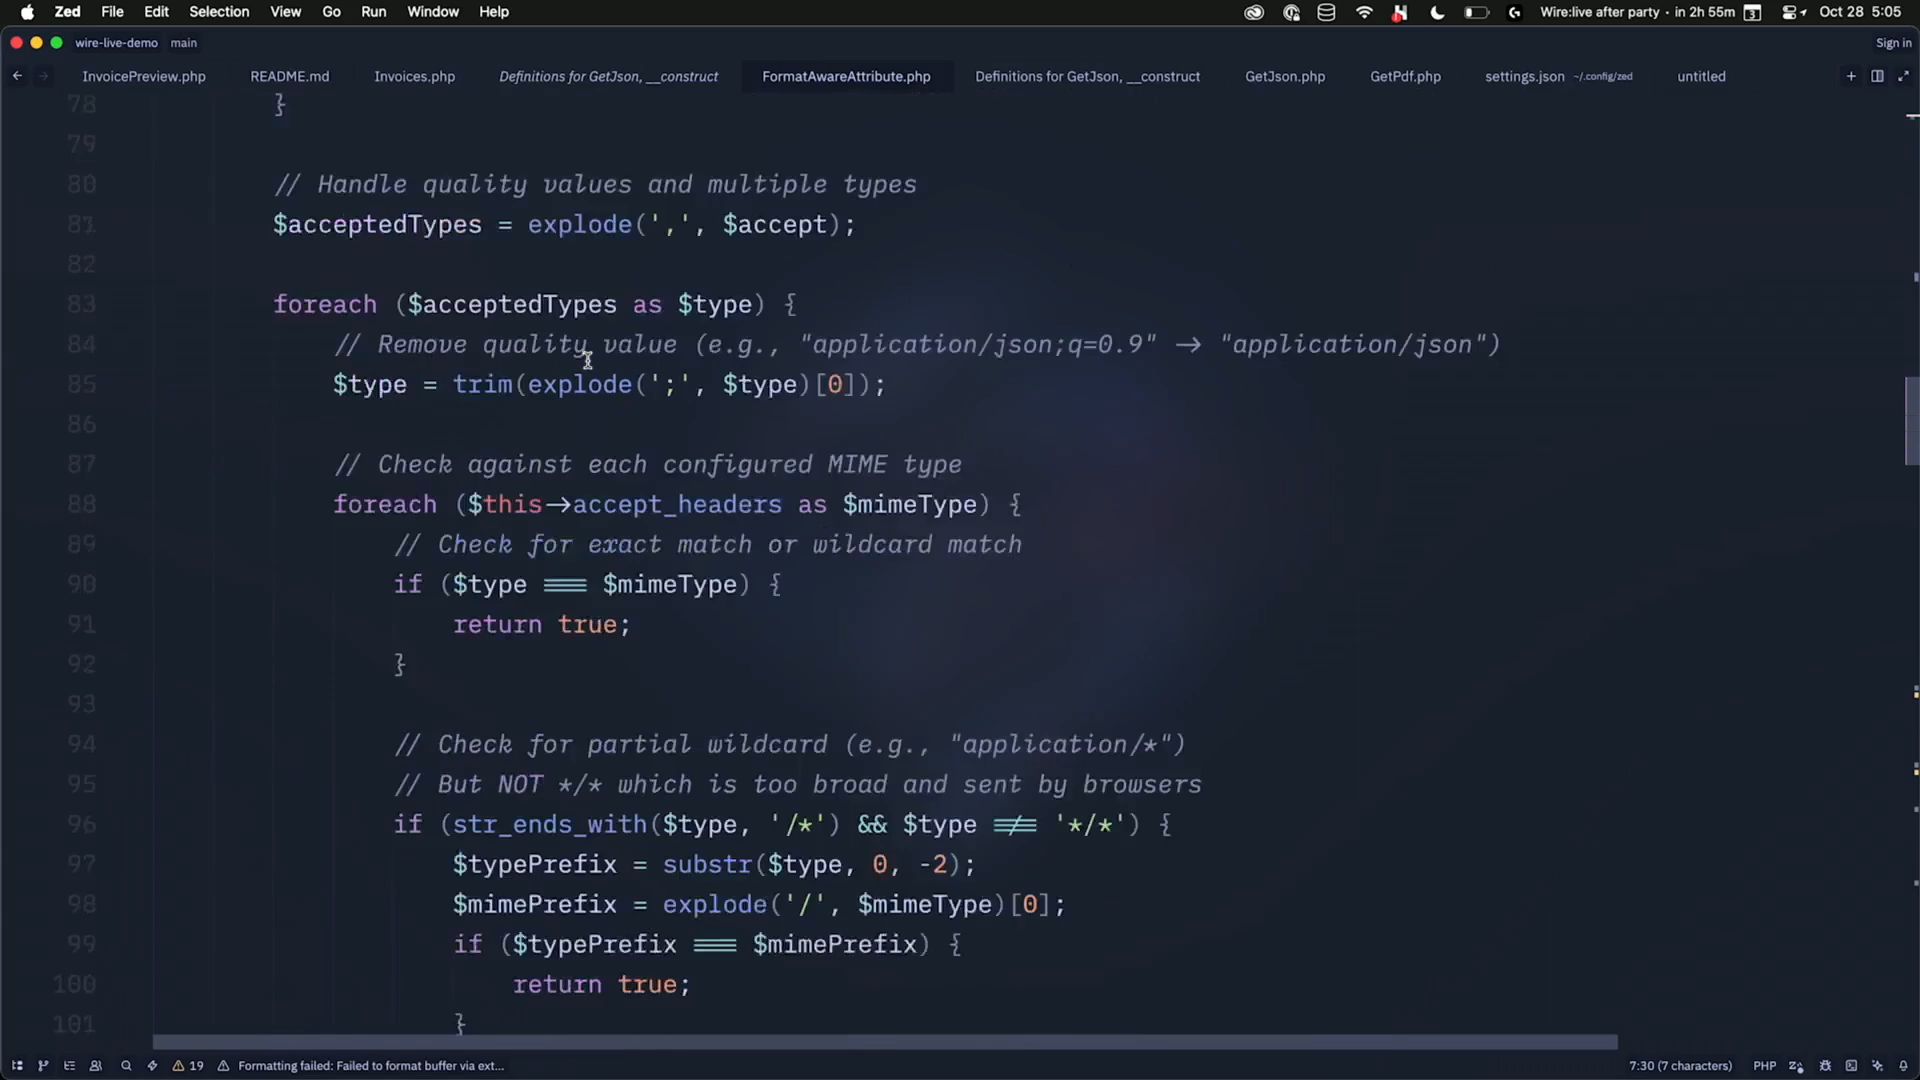 Zed File Edit Selection View Go Run Window Help Wire:live after party · in 2h 55m 3 Oct 28 5:05
wire-live-demo main Sign in
InvoicePreview.php README.md Invoices.php Definitions for GetJson, __construct FormatAwareAttribute.php Definitions for GetJson, __construct GetJson.php GetPdf.php settings.json ~/.config/zed untitled
78 }
79
80 // Handle quality values and multiple types
81 $acceptedTypes = explode(',', $accept);
82
83 foreach ($acceptedTypes as $type) {
84 // Remove quality value (e.g., "application/json;q=0.9" → "application/json")
85 $type = trim(explode(';', $type)[0]);
86
87 // Check against each configured MIME type
88 foreach ($this->accept_headers as $mimeType) {
89 // Check for exact match or wildcard match
90 if ($type === $mimeType) {
91 return true;
92 }
93
94 // Check for partial wildcard (e.g., "application/*")
95 // But NOT */* which is too broad and sent by browsers
96 if (str_ends_with($type, '/*') && $type !== '*/*') {
97 $typePrefix = substr($type, 0, -2);
98 $mimePrefix = explode('/', $mimeType)[0];
99 if ($typePrefix === $mimePrefix) {
100 return true;
101 }
19 Formatting failed: Failed to format buffer via ext... 7:30 (7 characters) PHP